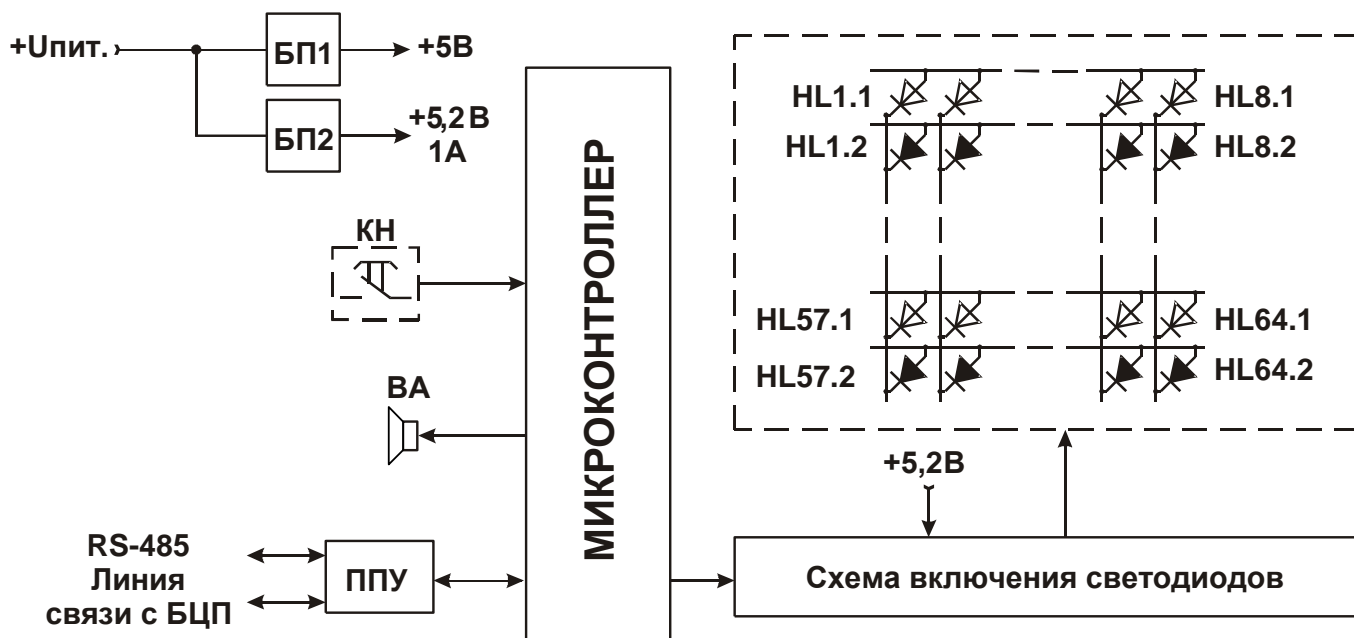 +Uпит.
БП1
+5В
БП2
+5,2В
1А
КН
ВА
RS-485
Линия
связи с БЦП
ППУ
МИКРОКОНТРОЛЛЕР
HL1.1
HL8.1
HL1.2
HL8.2
HL57.1
HL64.1
HL57.2
HL64.2
+5,2В
Схема включения светодиодов